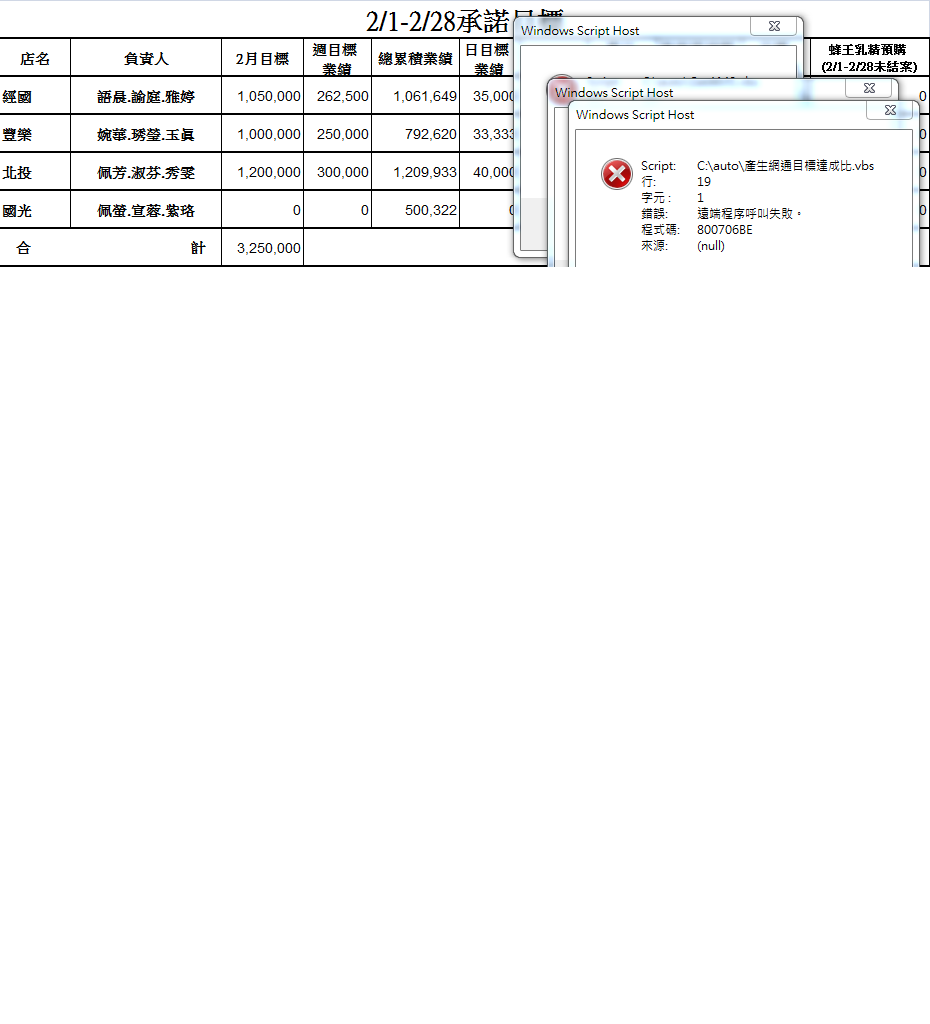 2/1-2/28承諾目標
店名 負責人 2月目標 週目標業績 總累積業績 日目標業績 蜂王乳精預購(2/1-2/28未結案)
經國 語晨.諭庭.雅婷 1,050,000 262,500 1,061,649 35,000 0
豐樂 婉華.琇瑩.玉眞 1,000,000 250,000 792,620 33,333 0
北投 佩芳.淑芬.秀雯 1,200,000 300,000 1,209,933 40,000 0
國光 佩螢.宣蓉.紫珞 0 0 500,322 0 0
合計 3,250,000
Windows Script Host
Windows Script Host
Windows Script Host
Script: C:\auto\產生網通目標達成比.vbs
行: 19
字元: 1
錯誤: 遠端程序呼叫失敗。
程式碼: 800706BE
來源: (null)